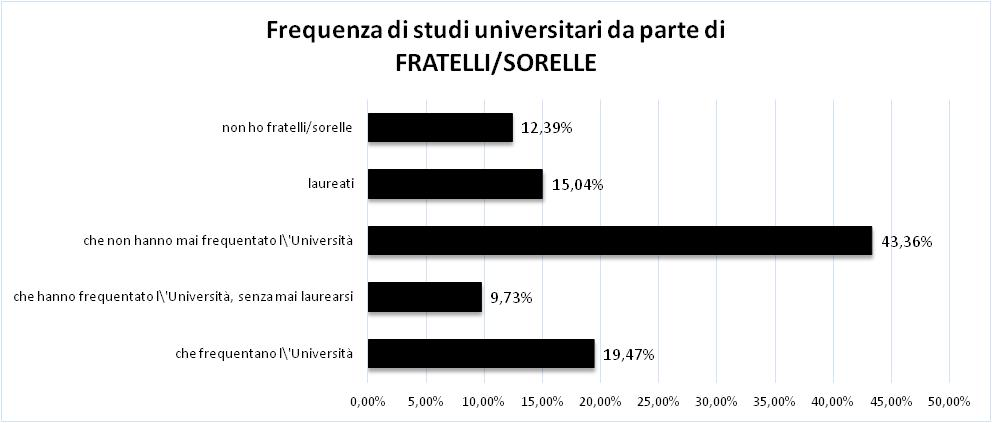 Frequenza di studi universitari da parte di
FRATELLI/SORELLE
non ho fratelli/sorelle
12,39%
laureati
15,04%
che non hanno mai frequentato l\'Università
43,36%
che hanno frequentato l\'Università, senza mai laurearsi
9,73%
che frequentano l\'Università
19,47%
0,00% 5,00% 10,00% 15,00% 20,00% 25,00% 30,00% 35,00% 40,00% 45,00% 50,00%